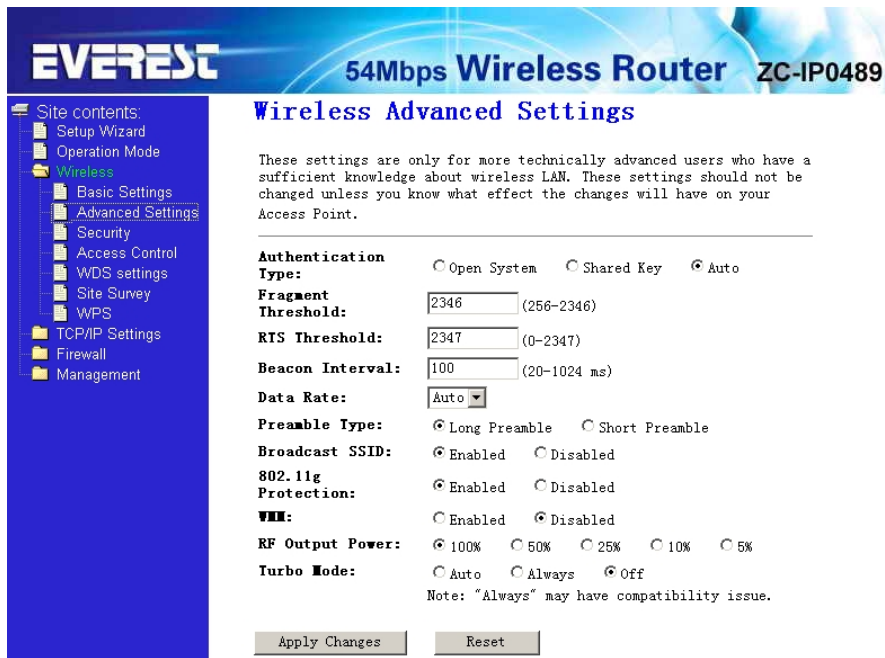 EVEREST
54Mbps Wireless Router ZC-IP0489
Site contents:
Setup Wizard
Operation Mode
Wireless
Basic Settings
Advanced Settings
Security
Access Control
WDS settings
Site Survey
WPS
TCP/IP Settings
Firewall
Management
Wireless Advanced Settings
These settings are only for more technically advanced users who have a
sufficient knowledge about wireless LAN. These settings should not be
changed unless you know what effect the changes will have on your
Access Point.
Authentication
Type: Open System Shared Key Auto
Fragment
Threshold: 2346 (256-2346)
RTS Threshold: 2347 (0-2347)
Beacon Interval: 100 (20-1024 ms)
Data Rate: Auto
Preamble Type: Long Preamble Short Preamble
Broadcast SSID: Enabled Disabled
802.11g
Protection: Enabled Disabled
WMM: Enabled Disabled
RF Output Power: 100% 50% 25% 10% 5%
Turbo Mode: Auto Always Off
Note: "Always" may have compatibility issue.
Apply Changes Reset